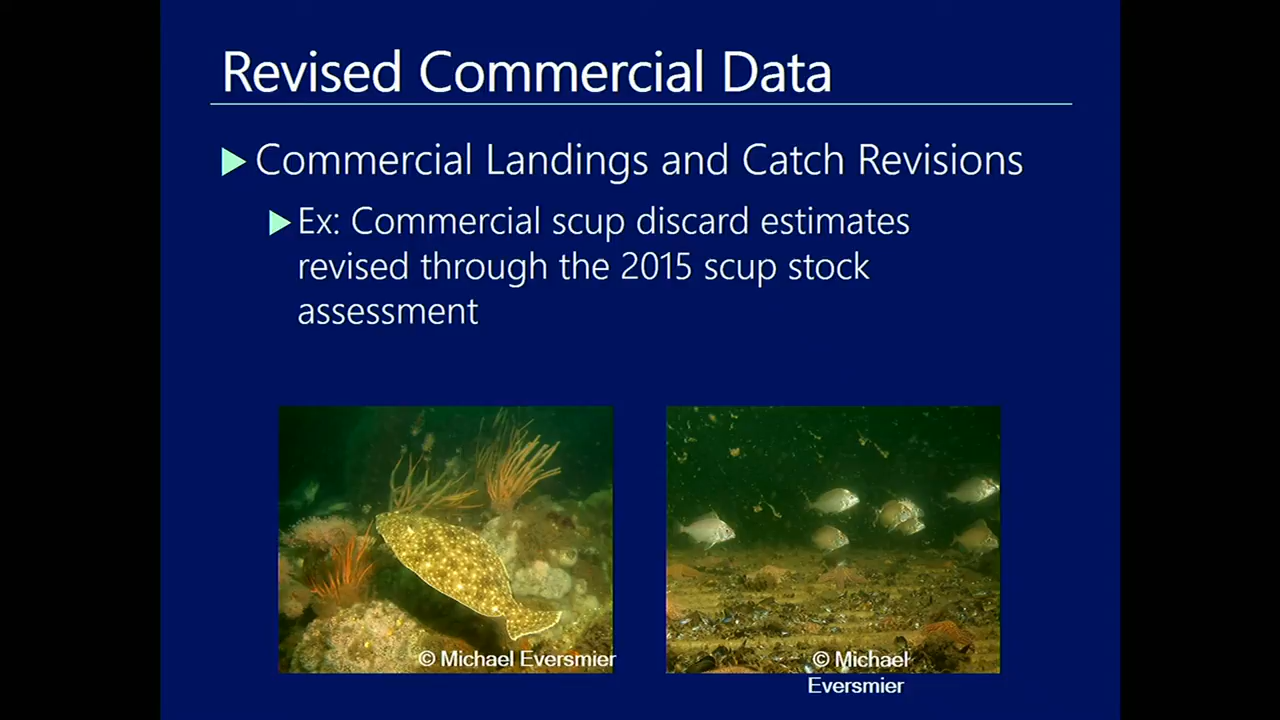 Revised Commercial Data
Commercial Landings and Catch Revisions
Ex: Commercial scup discard estimates
revised through the 2015 scup stock
assessment
© Michael Eversmier
© Michael
Eversmier